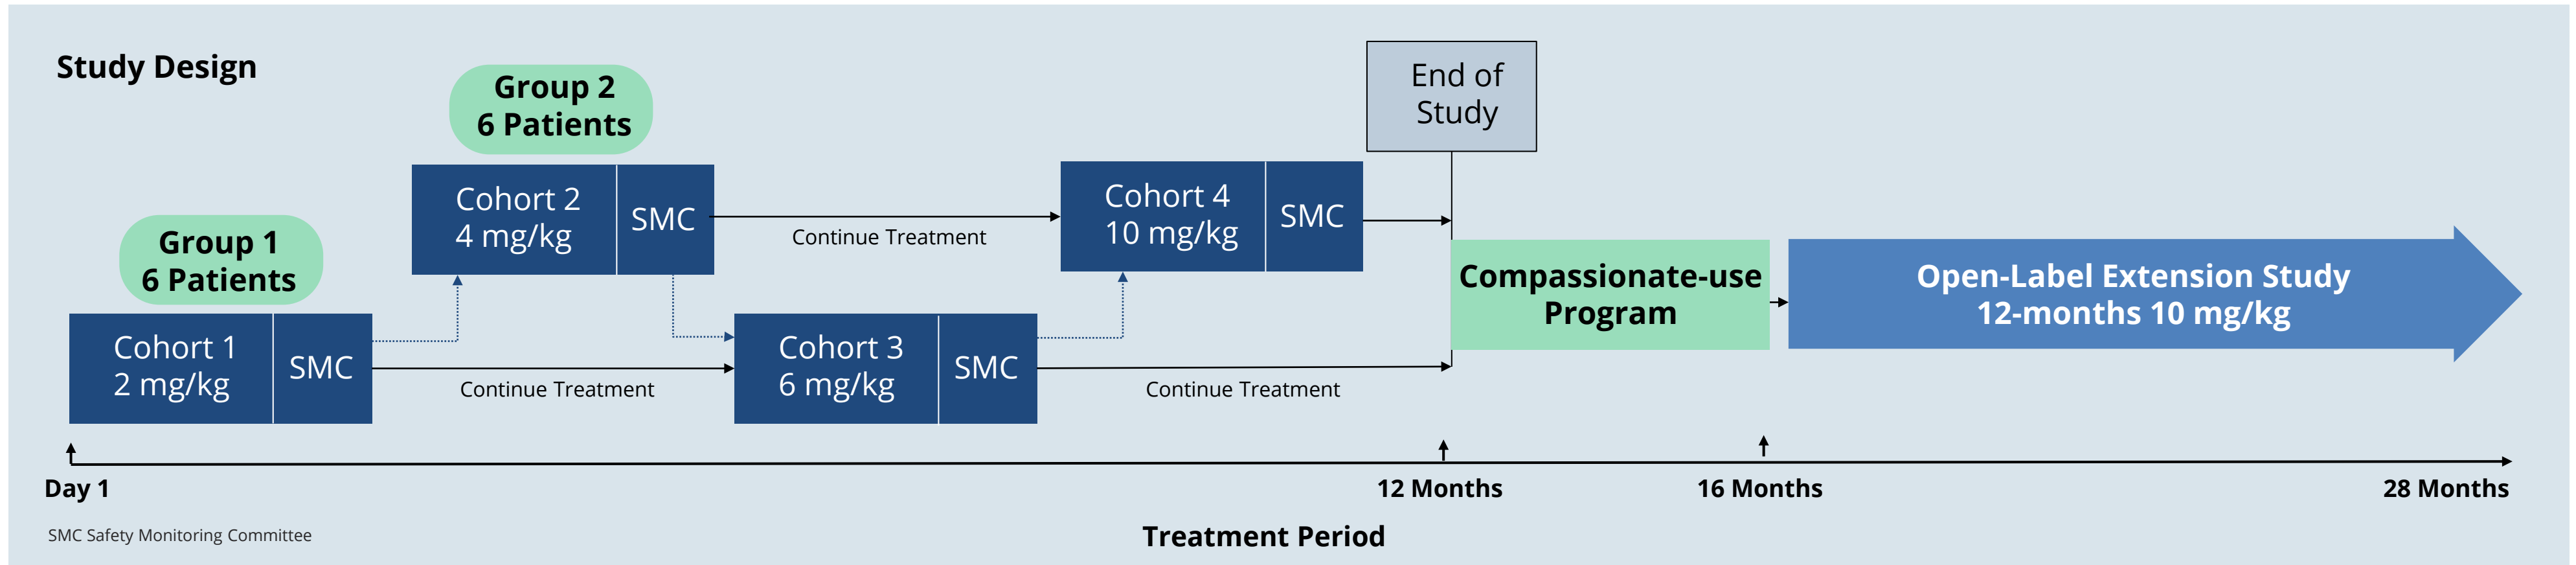 Study Design
Group 1
6 Patients
Cohort 1
2 mg/kg
SMC
Group 2
6 Patients
Cohort 2
4 mg/kg
SMC
Continue Treatment
Continue Treatment
Cohort 3
6 mg/kg
SMC
Cohort 4
10 mg/kg
SMC
Continue Treatment
End of
Study
Compassionate-use
Program
Open-Label Extension Study
12-months 10 mg/kg
Day 1
12 Months
16 Months
28 Months
Treatment Period
SMC Safety Monitoring Committee